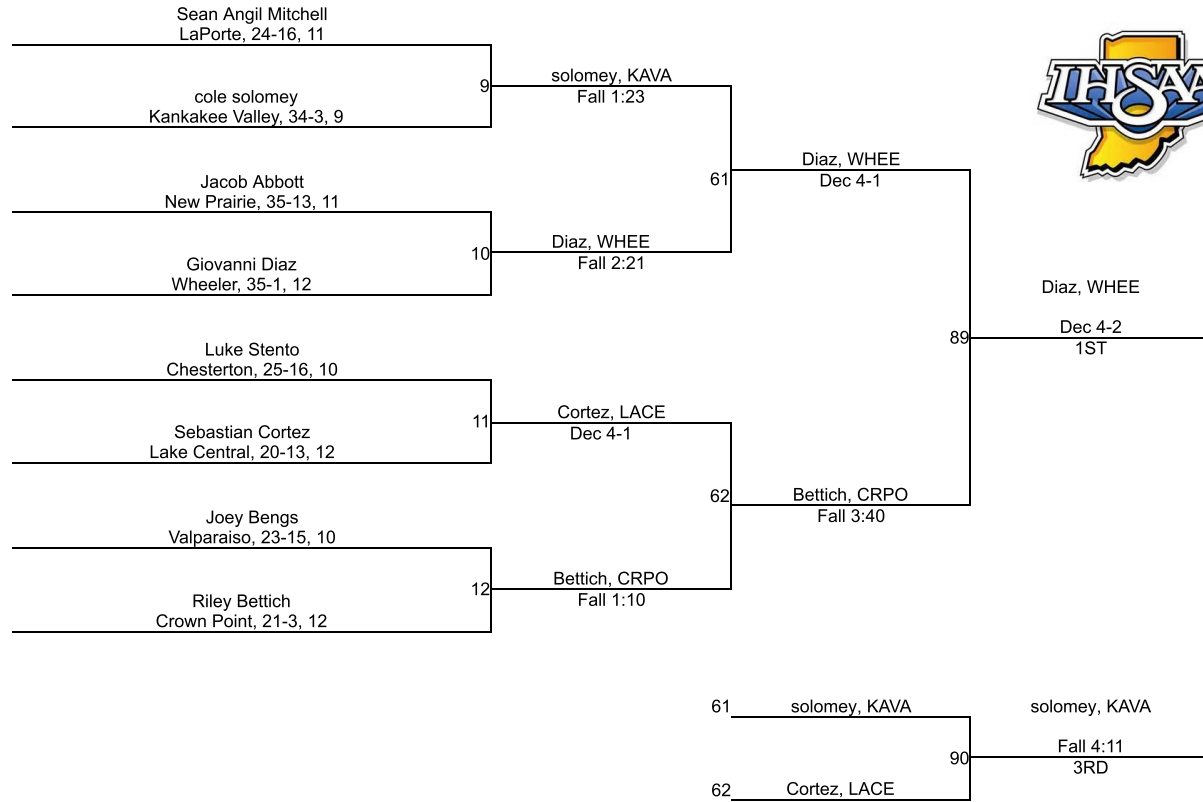 Sean Angil Mitchell
LaPorte, 24-16, 11
9
solomey, KAVA
Fall 1:23
cole solomey
Kankakee Valley, 34-3, 9
IHSAA
61
Diaz, WHEE
Dec 4-1
Jacob Abbott
New Prairie, 35-13, 11
10
Diaz, WHEE
Fall 2:21
Giovanni Diaz
Wheeler, 35-1, 12
89
Diaz, WHEE
Dec 4-2
1ST
Luke Stento
Chesterton, 25-16, 10
11
Cortez, LACE
Dec 4-1
Sebastian Cortez
Lake Central, 20-13, 12
62
Bettich, CRPO
Fall 3:40
Joey Bengs
Valparaiso, 23-15, 10
12
Bettich, CRPO
Fall 1:10
Riley Bettich
Crown Point, 21-3, 12
61
solomey, KAVA
90
solomey, KAVA
Fall 4:11
3RD
62
Cortez, LACE